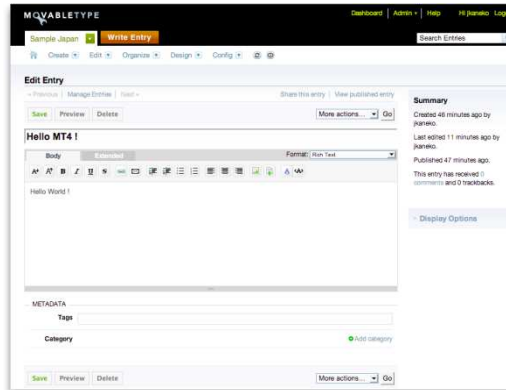 MOVABLETYPE
Dashboard | Admin | Help Hi jkaneko Log
Sample Japan Write Entry Search Entries
Create Edit Organize Design Config
Edit Entry
« Previous | Manage Entries | Next » Share this entry | View published entry
Save Preview Delete More actions... Go
Hello MT4 !
Body Extended Format: Rich Text
Hello World !
METADATA
Tags
Category Add category
Save Preview Delete More actions... Go
Summary
Created 48 minutes ago by
jkaneko.
Last edited 11 minutes ago by
jkaneko.
Published 47 minutes ago.
This entry has received 0
comments and 0 trackbacks.
Display Options